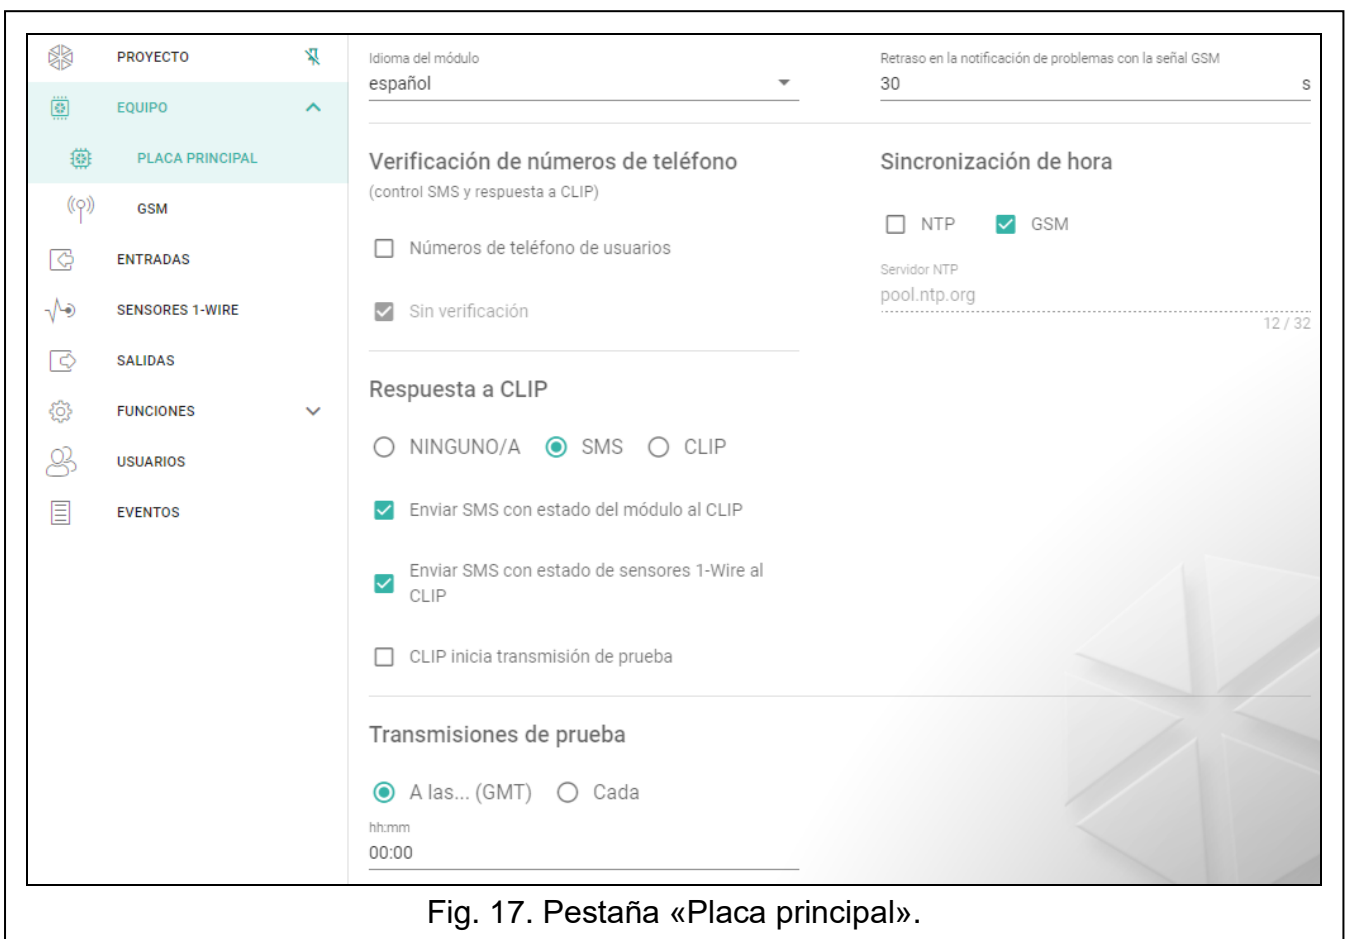 PROYECTO
EQUIPO
PLACA PRINCIPAL
GSM
ENTRADAS
SENSORES 1-WIRE
SALIDAS
FUNCIONES
USUARIOS
EVENTOS
Idioma del módulo
español
Retraso en la notificación de problemas con la señal GSM
30 s
Verificación de números de teléfono
(control SMS y respuesta a CLIP)
Números de teléfono de usuarios
Sin verificación
Sincronización de hora
NTP GSM
Servidor NTP
pool.ntp.org
12 / 32
Respuesta a CLIP
NINGUNO/A SMS CLIP
Enviar SMS con estado del módulo al CLIP
Enviar SMS con estado de sensores 1-Wire al
CLIP
CLIP inicia transmisión de prueba
Transmisiones de prueba
A las... (GMT) Cada
hh:mm
00:00
Fig. 17. Pestaña «Placa principal».